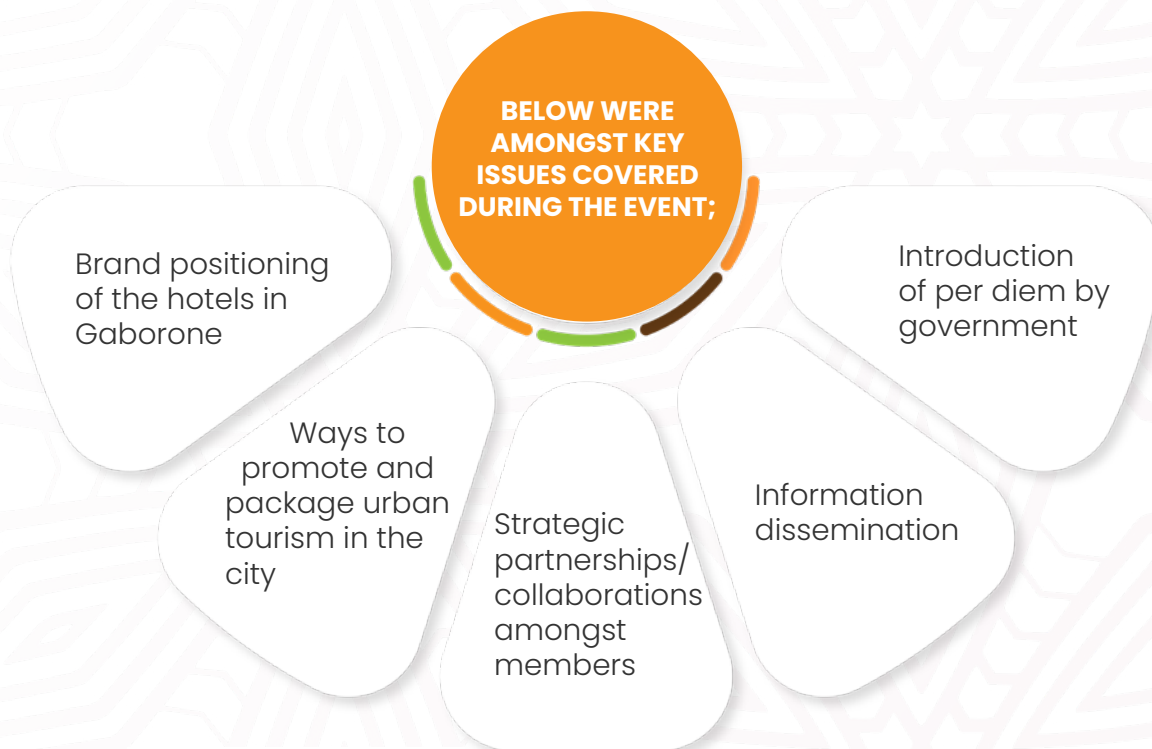 BELOW WERE
AMONGST KEY
ISSUES COVERED
DURING THE EVENT;
Brand positioning
of the hotels in
Gaborone
Ways to
promote and
package urban
tourism in the
city
Strategic
partnerships/
collaborations
amongst
members
Information
dissemination
Introduction
of per diem by
government